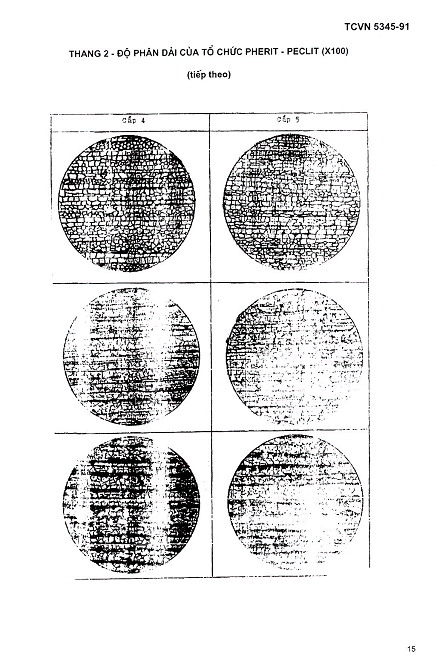 TCVN 5345-91
THANG 2 - ĐỘ PHÂN DẢI CỦA TỔ CHỨC PHERIT - PECLIT (X100)
(tiếp theo)
Cấp 4
Cấp 5
15